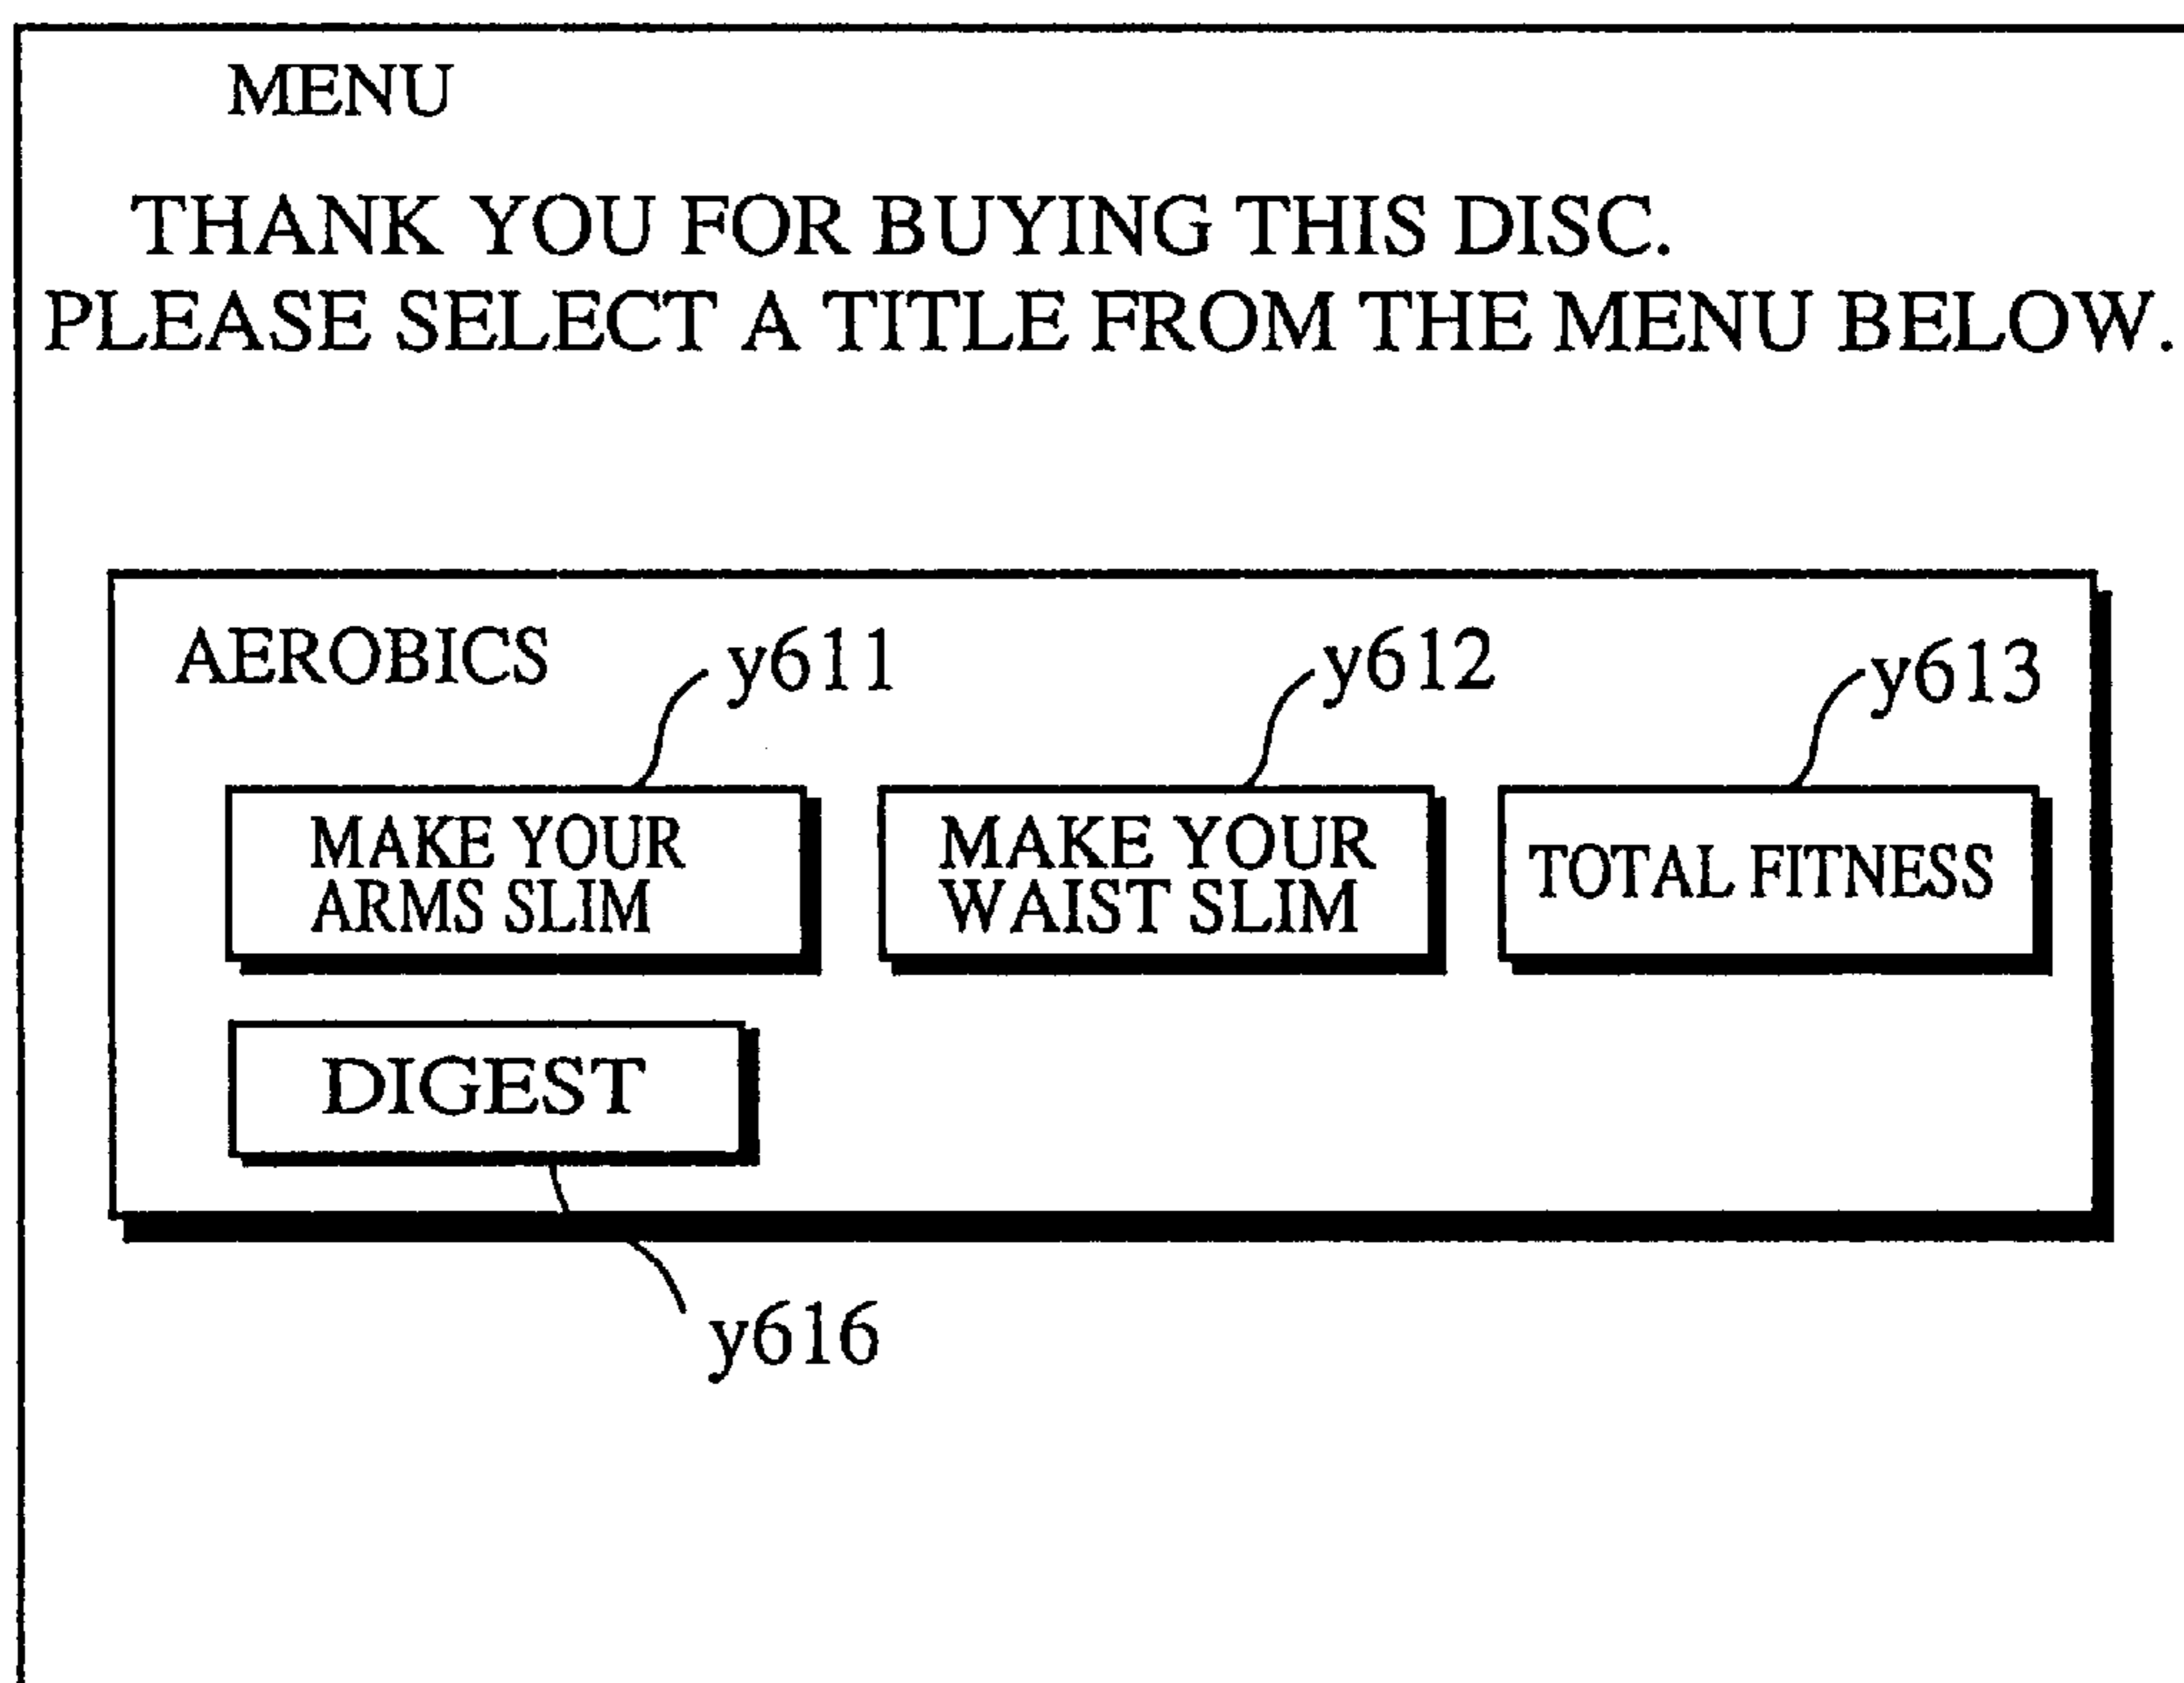 MENU
THANK YOU FOR BUYING THIS DISC.
PLEASE SELECT A TITLE FROM THE MENU BELOW.
AEROBICS
y611
y612
y613
MAKE YOUR
ARMS SLIM
MAKE YOUR
WAIST SLIM
TOTAL FITNESS
DIGEST
y616